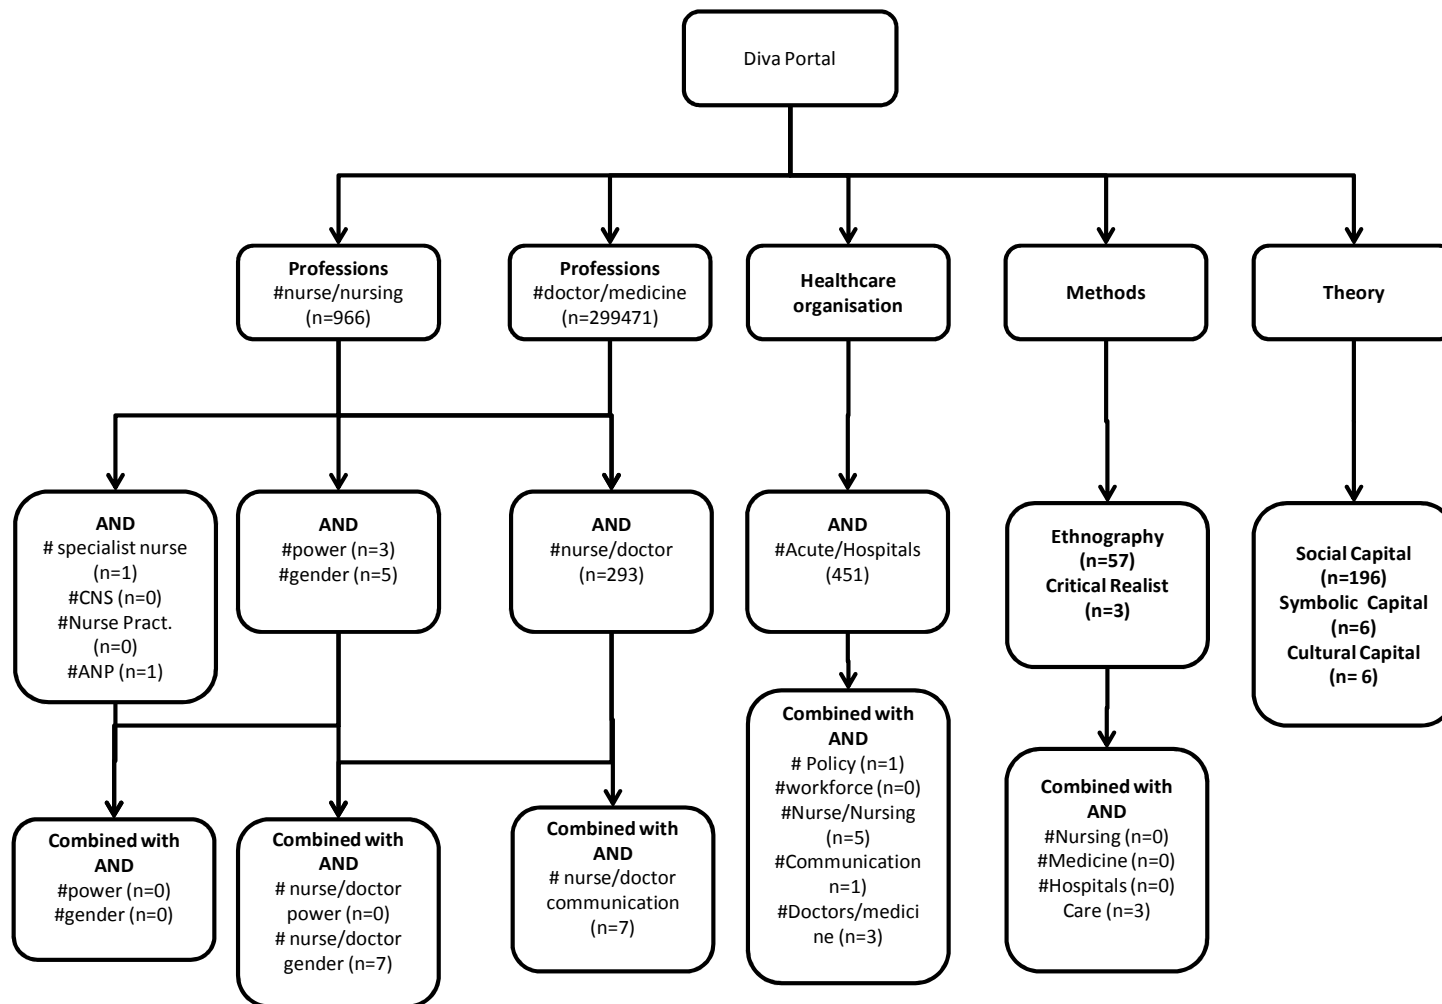 Diva Portal
Professions
#nurse/nursing
(n=966)
Professions
#doctor/medicine
(n=299471)
Healthcare
organisation
Methods
Theory
AND
# specialist nurse
(n=1)
#CNS (n=0)
#Nurse Pract.
(n=0)
#ANP (n=1)
AND
#power (n=3)
#gender (n=5)
AND
#nurse/doctor
(n=293)
AND
#Acute/Hospitals
(451)
Ethnography
(n=57)
Critical Realist
(n=3)
Social Capital
(n=196)
Symbolic Capital
(n=6)
Cultural Capital
(n= 6)
Combined with
AND
#power (n=0)
#gender (n=0)
Combined with
AND
# nurse/doctor
power (n=0)
# nurse/doctor
gender (n=7)
Combined with
AND
# nurse/doctor
communication
(n=7)
Combined with
AND
# Policy (n=1)
#workforce (n=0)
#Nurse/Nursing
(n=5)
#Communication
n=1)
#Doctors/medici
ne (n=3)
Combined with
AND
#Nursing (n=0)
#Medicine (n=0)
#Hospitals (n=0)
Care (n=3)